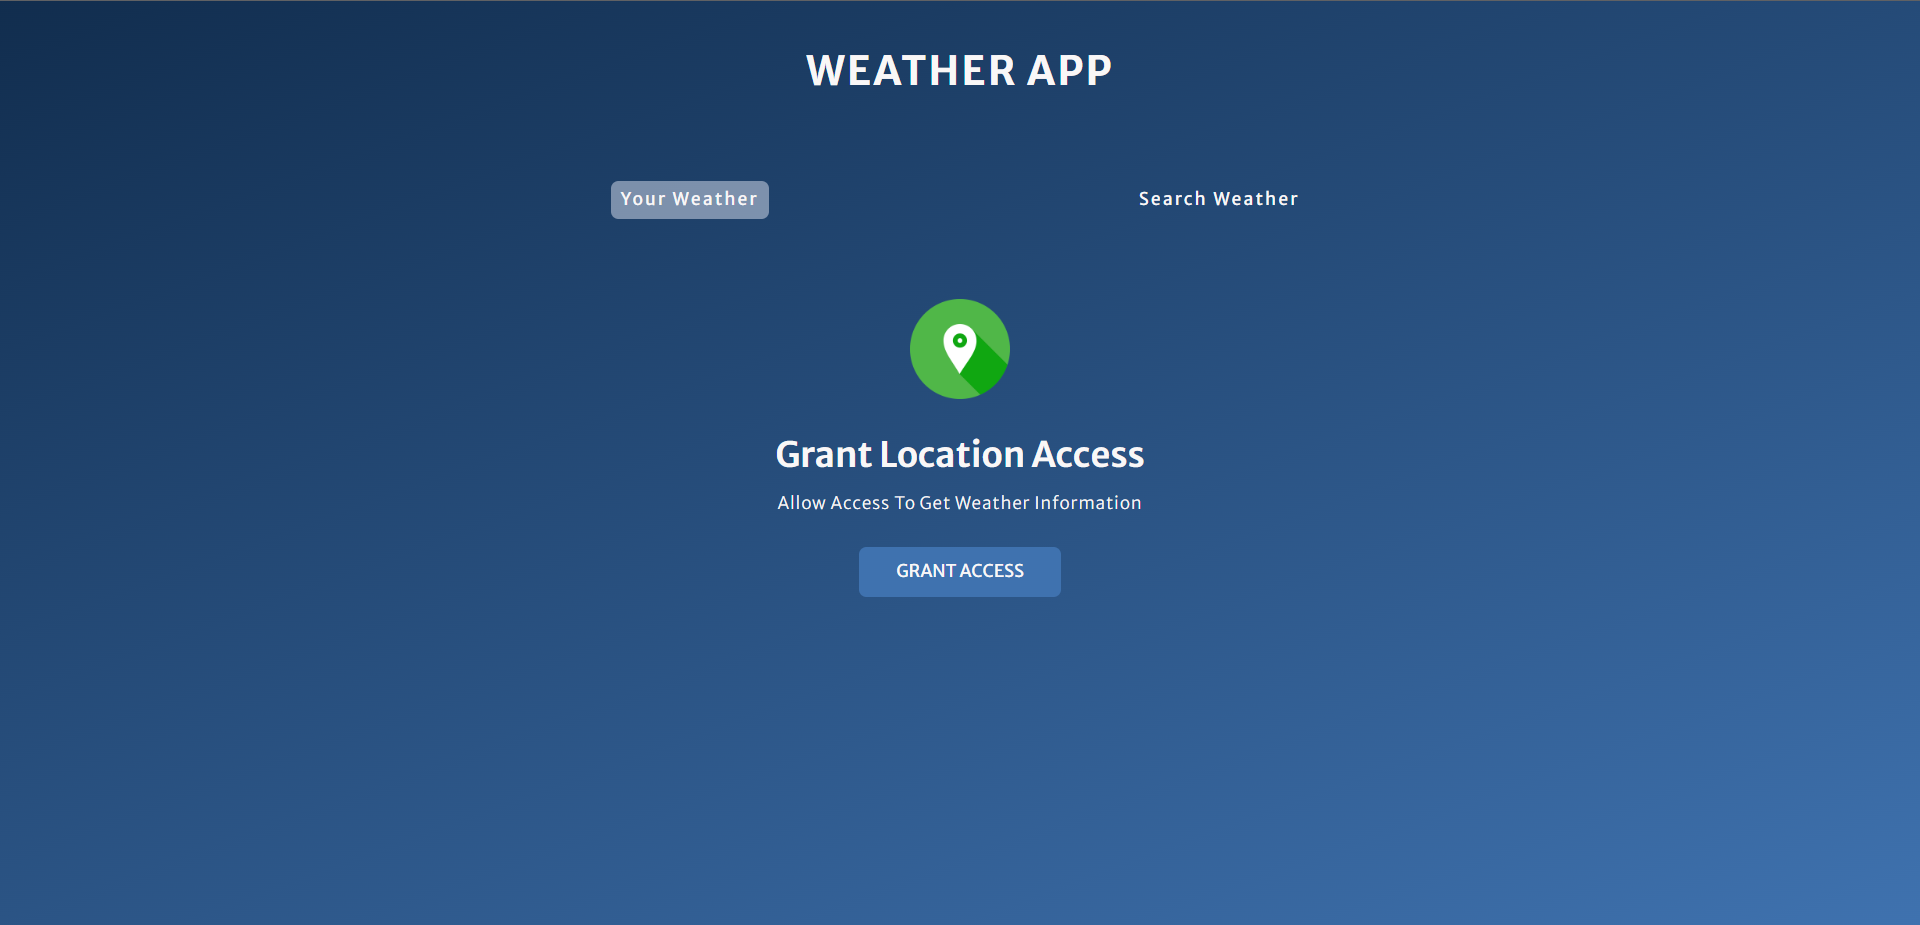 WEATHER APP
Your Weather
Search Weather
Grant Location Access
Allow Access To Get Weather Information
GRANT ACCESS